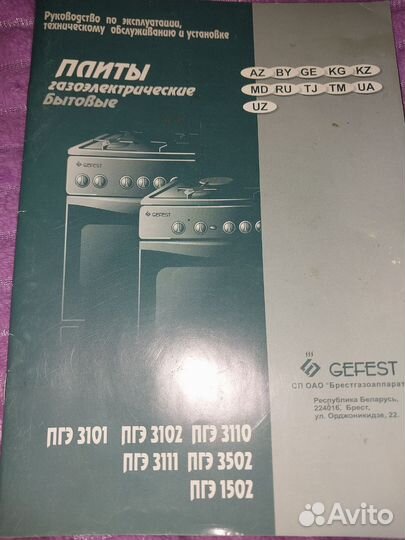 Руководство по эксплуатации,
техническому обслуживанию и установке
ПЛИТЫ
газоэлектрические
бытовые
AZ BY GE KG KZ
MD RU TJ TM UA
UZ
GEFEST
GEFEST
GEFEST
СП ОАО "Брестгазоаппарат
Республика Беларусь,
224016, Брест,
ул. Орджоникидзе, 22.
ПГЭ 3101 ПГЭ 3102 ПГЭ 3110
ПГЭ 3111 ПГЭ 3502
ПГЭ 1502
Avito